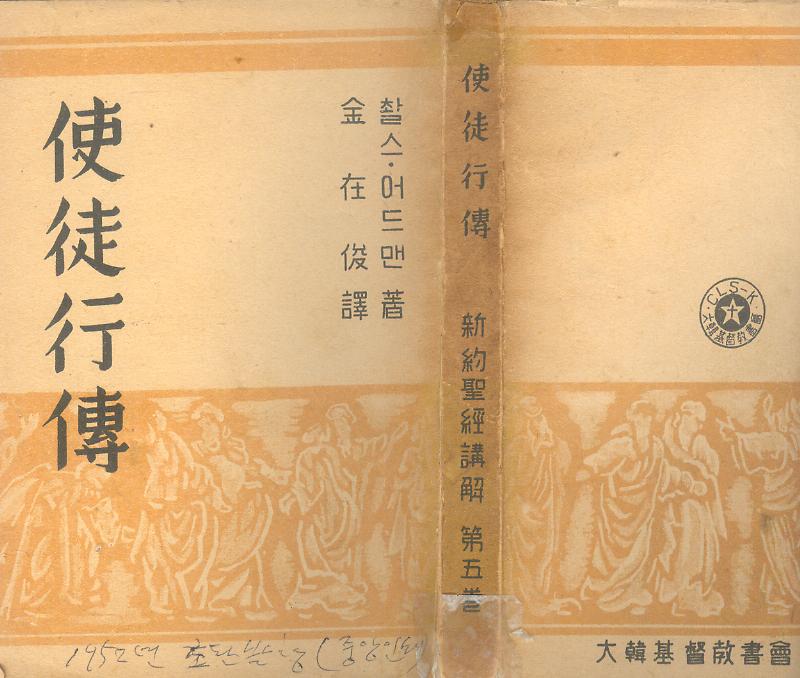 使徒行傳
촬스·어드맨 著
金在俊 譯
使徒行傳 新約聖經講解 第五卷
·CLS-K·
大韓基督敎書會
大韓基督敎書會